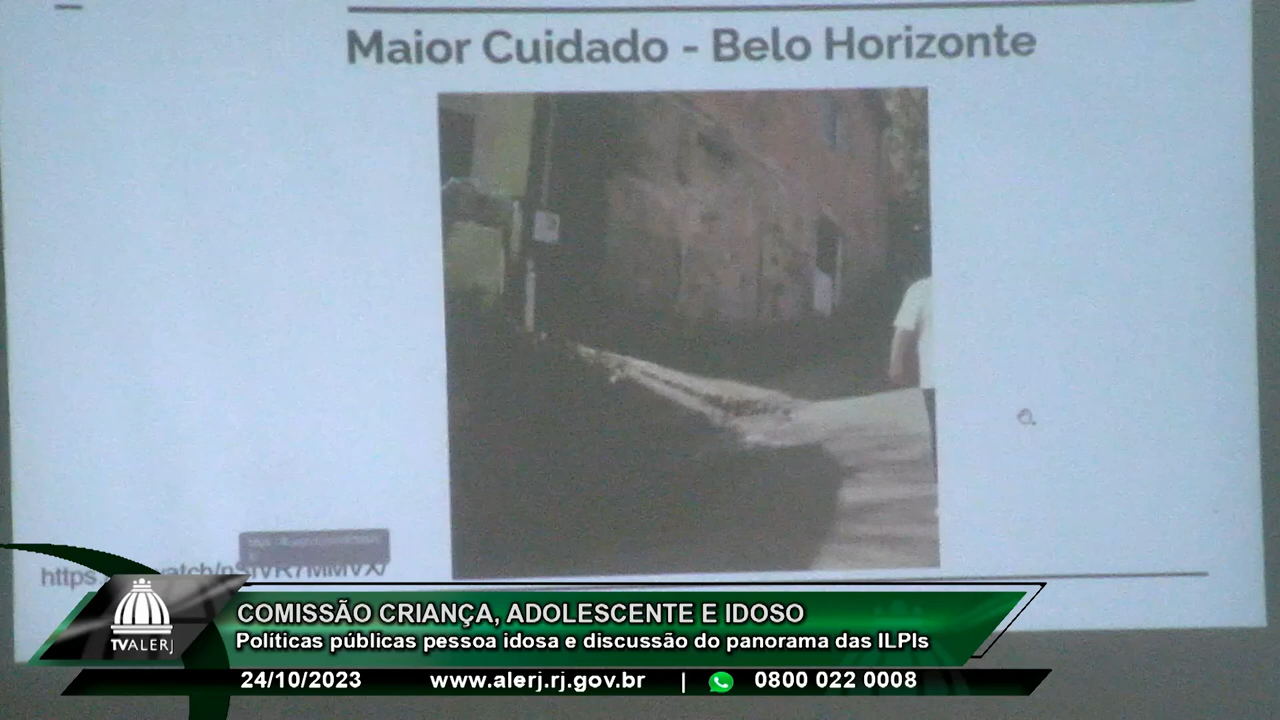 Maior Cuidado - Belo Horizonte
https
COMISSÃO CRIANÇA, ADOLESCENTE E IDOSO
Políticas públicas pessoa idosa e discussão do panorama das ILPIs
TVALERJ
24/10/2023 www.alerj.rj.gov.br | 0800 022 0008